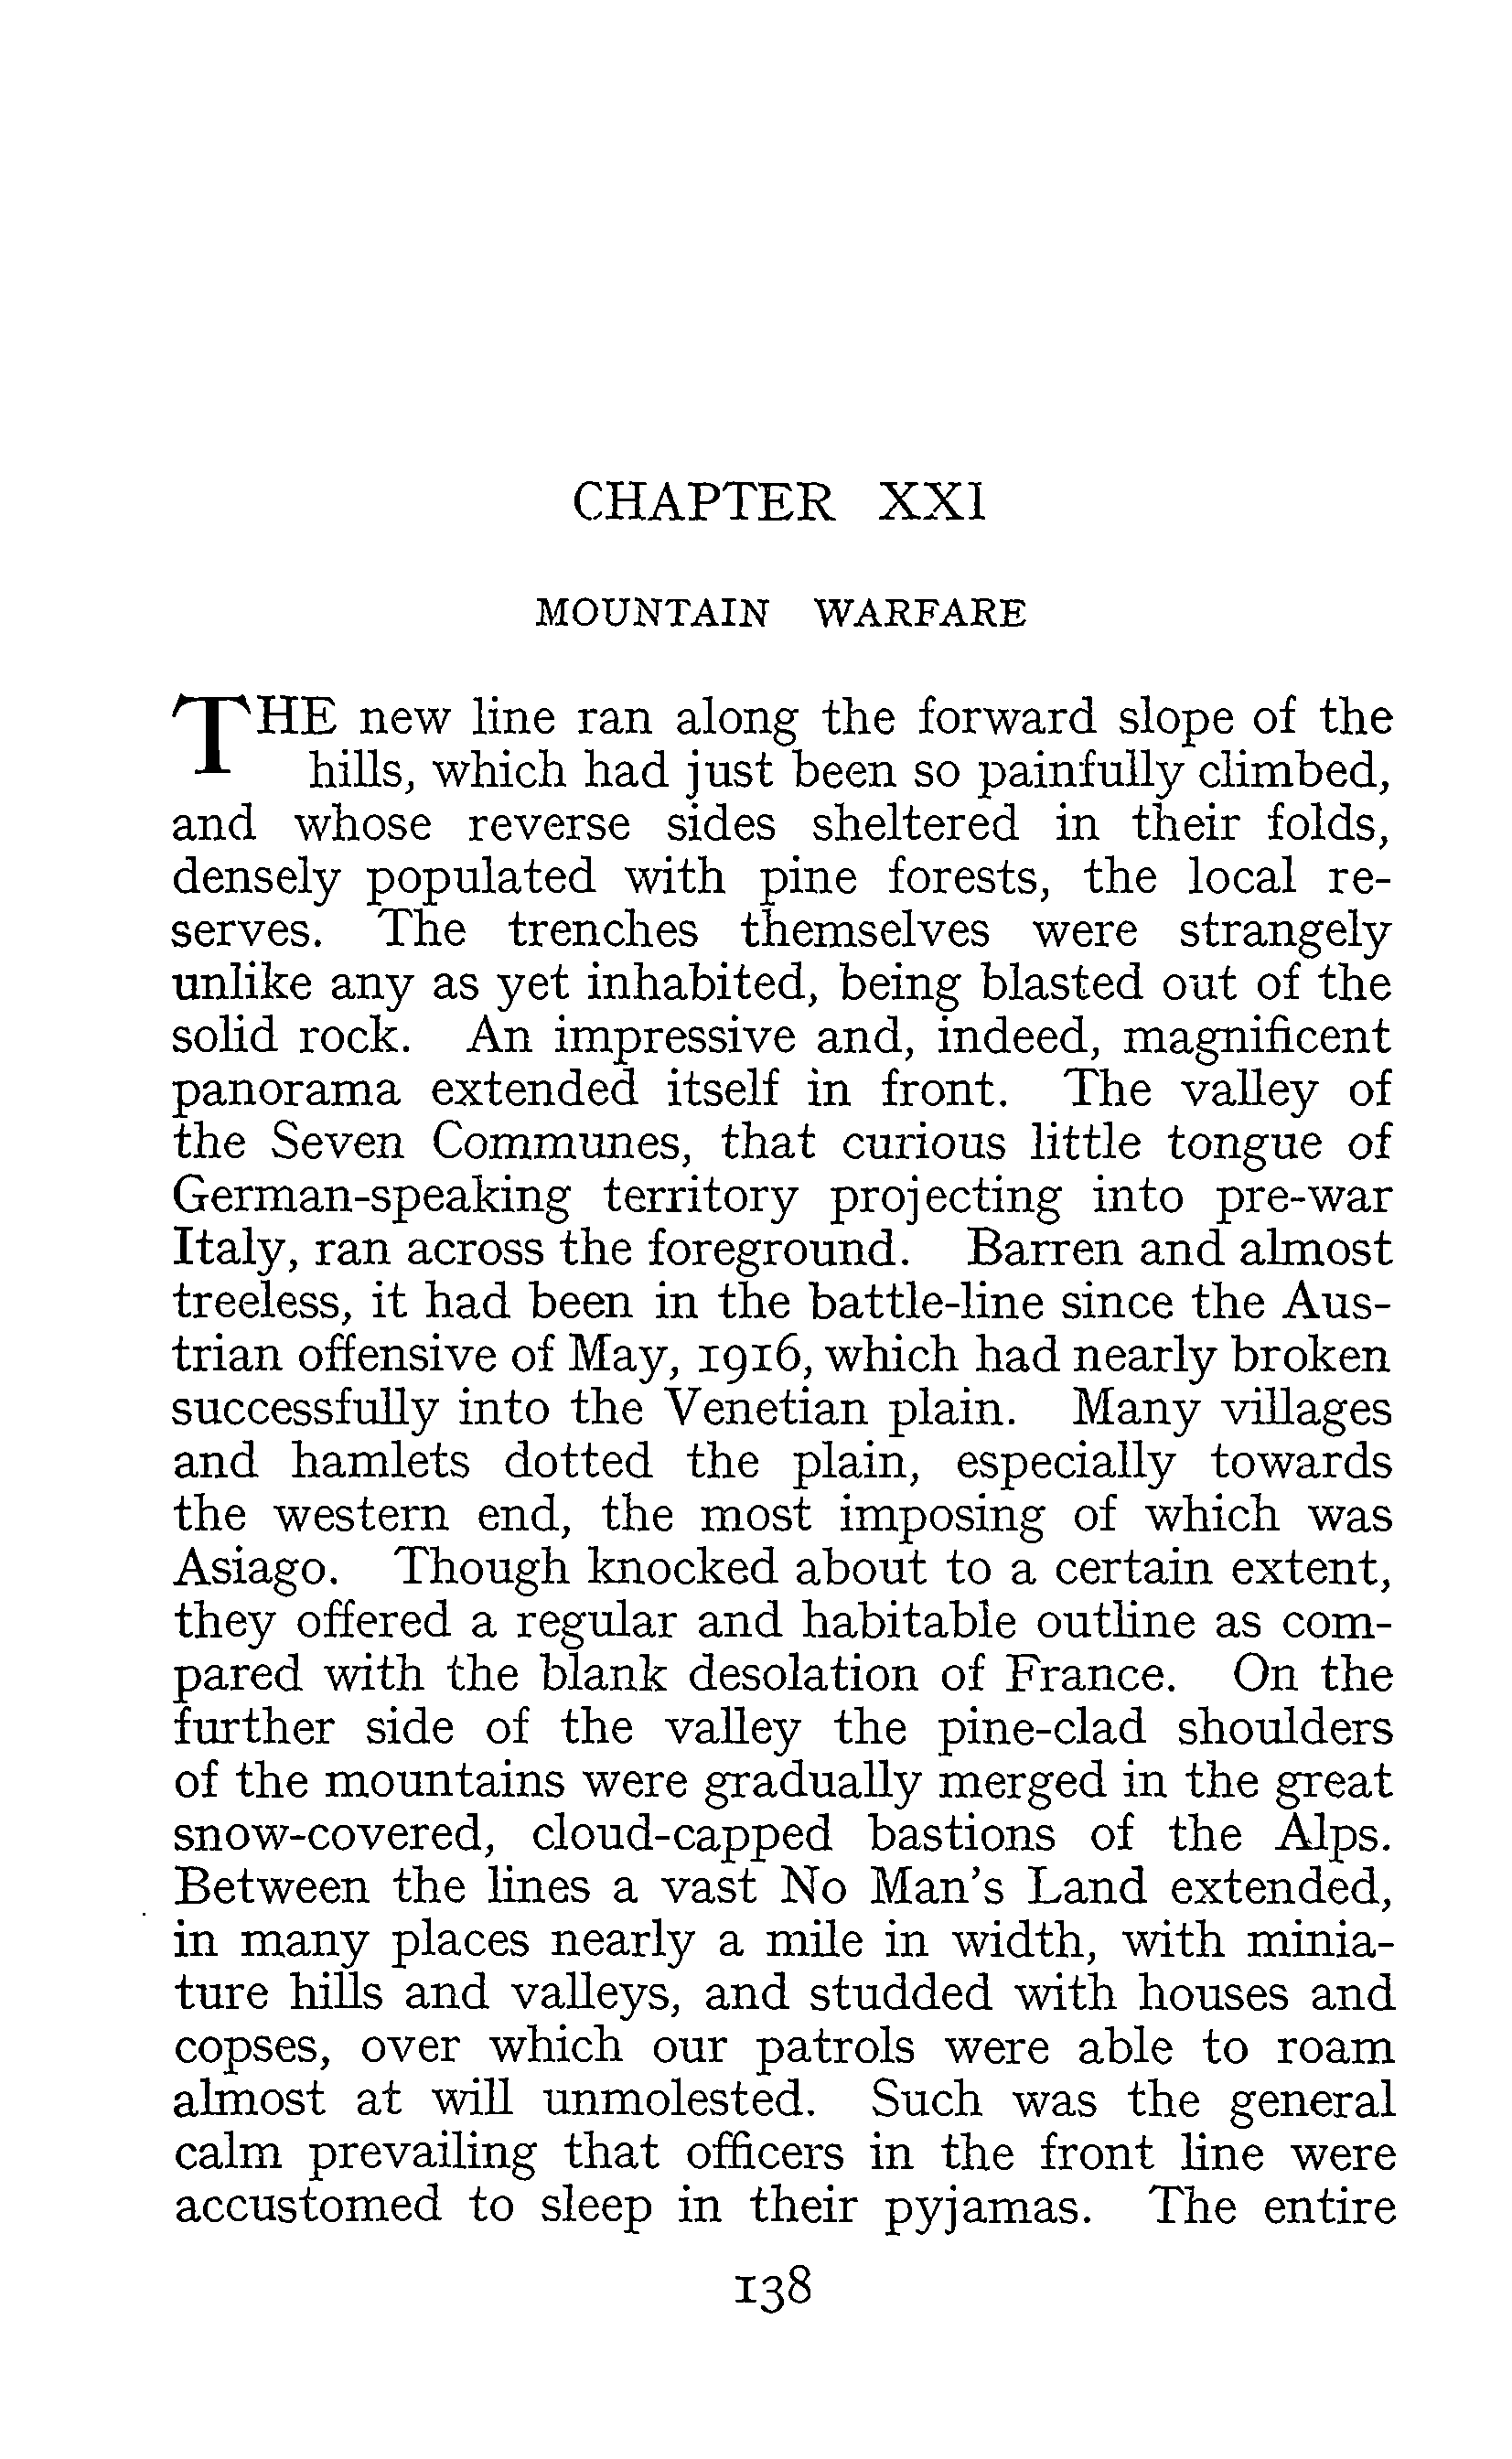 CHAPTER XXI
MOUNTAIN WARFARE
THE new line ran along the forward slope of the
hills, which had just been so painfully climbed,
and whose reverse sides sheltered in their folds,
densely populated with pine forests, the local re-
serves. The trenches themselves were strangely
unlike any as yet inhabited, being blasted out of the
solid rock. An impressive and, indeed, magnificent
panorama extended itself in front. The valley of
the Seven Communes, that curious little tongue of
German-speaking territory projecting into pre-war
Italy, ran across the foreground. Barren and almost
treeless, it had been in the battle-line since the Aus-
trian offensive of May, 1916, which had nearly broken
successfully into the Venetian plain. Many villages
and hamlets dotted the plain, especially towards
the western end, the most imposing of which was
Asiago. Though knocked about to a certain extent,
they offered a regular and habitable outline as com-
pared with the blank desolation of France. On the
further side of the valley the pine-clad shoulders
of the mountains were gradually merged in the great
snow-covered, cloud-capped bastions of the Alps.
Between the lines a vast No Man's Land extended,
in many places nearly a mile in width, with minia-
ture hills and valleys, and studded with houses and
copses, over which our patrols were able to roam
almost at will unmolested. Such was the general
calm prevailing that officers in the front line were
accustomed to sleep in their pyjamas. The entire
138